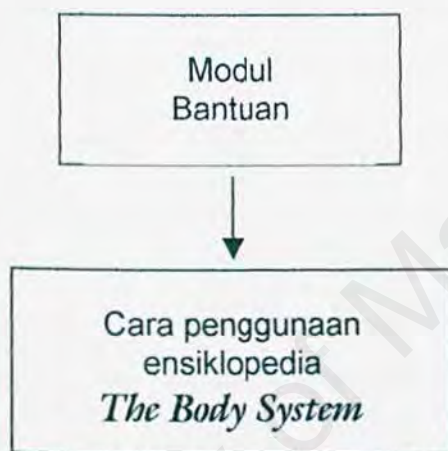 Modul
Bantuan
Cara penggunaan
ensiklopedia
The Body System